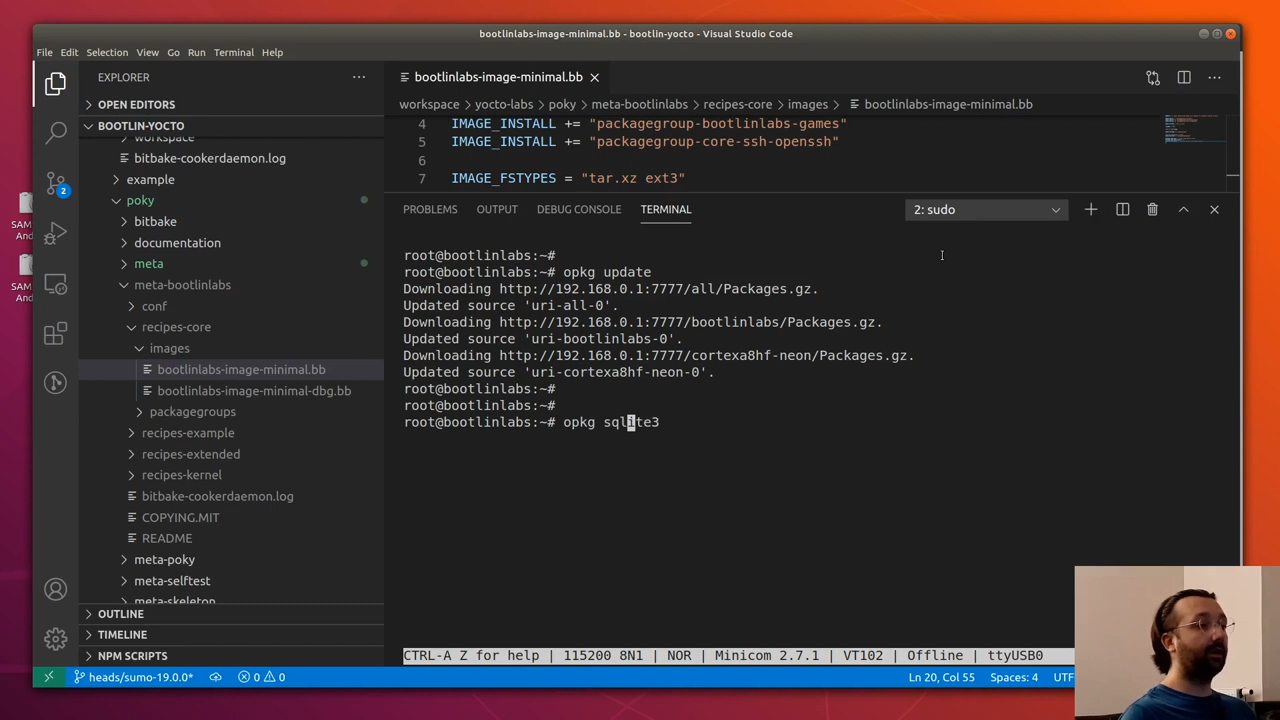 bootlinlabs-image-minimal.bb - bootlin-yocto - Visual Studio Code
File Edit Selection View Go Run Terminal Help
EXPLORER
bootlinlabs-image-minimal.bb
OPEN EDITORS
workspace yocto-labs poky meta-bootlinlabs recipes-core images bootlinlabs-image-minimal.bb
BOOTLIN-YOCTO
workspace
bitbake-cookerdaemon.log
example
poky
bitbake
documentation
meta
meta-bootlinlabs
conf
recipes-core
images
bootlinlabs-image-minimal.bb
bootlinlabs-image-minimal-dbg.bb
packagegroups
recipes-example
recipes-extended
recipes-kernel
bitbake-cookerdaemon.log
COPYING.MIT
README
meta-poky
meta-selftest
meta-skeleton
OUTLINE
TIMELINE
NPM SCRIPTS
2
4 IMAGE_INSTALL += "packagegroup-bootlinlabs-games"
5 IMAGE_INSTALL += "packagegroup-core-ssh-openssh"
6
7 IMAGE_FSTYPES = "tar.xz ext3"
PROBLEMS OUTPUT DEBUG CONSOLE TERMINAL 2: sudo
root@bootlinlabs:~#
root@bootlinlabs:~# opkg update
Downloading http://192.168.0.1:7777/all/Packages.gz.
Updated source 'uri-all-0'.
Downloading http://192.168.0.1:7777/bootlinlabs/Packages.gz.
Updated source 'uri-bootlinlabs-0'.
Downloading http://192.168.0.1:7777/cortexa8hf-neon/Packages.gz.
Updated source 'uri-cortexa8hf-neon-0'.
root@bootlinlabs:~#
root@bootlinlabs:~#
root@bootlinlabs:~# opkg sqlite3
CTRL-A Z for help | 115200 8N1 | NOR | Minicom 2.7.1 | VT102 | Offline | ttyUSB0
heads/sumo-19.0.0* 0 0 Ln 20, Col 55 Spaces: 4 UTF